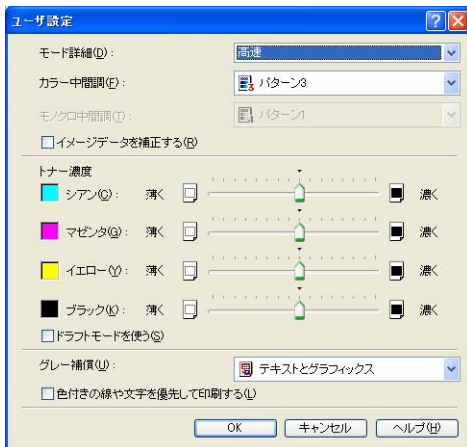 ユーザ設定
モード詳細(D): 高速
カラー中間調(F): パターン3
モノクロ中間調(T): パターン1
イメージデータを補正する(R)
トナー濃度
シアン(C): 薄く 濃く
マゼンタ(G): 薄く 濃く
イエロー(Y): 薄く 濃く
ブラック(K): 薄く 濃く
ドラフトモードを使う(S)
グレー補償(U): テキストとグラフィックス
色付きの線や文字を優先して印刷する(L)
OK キャンセル ヘルプ(H)